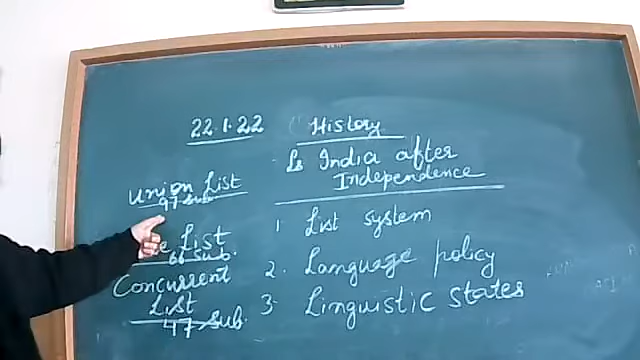 22.1.22 History
Ls India after
Independence
Union List
97 sub
1 List system
e List
66 sub.
2. Language policy
Concurrent
List
47 sub.
3. Linguistic States